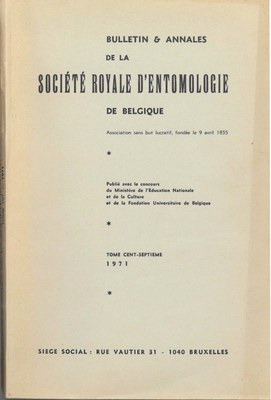 BULLETIN & ANNALES
DE LA
SOCIÉTÉ ROYALE D'ENTOMOLOGIE
DE BELGIQUE
Association sans but lucratif, fondée le 9 avril 1855
*
Publié avec le concours
du Ministère de l'Education Nationale
et de la Culture
et de la Fondation Universitaire de Belgique
*
TOME CENT-SEPTIÈME
1971
*
SIEGE SOCIAL : RUE VAUTIER 31 - 1040 BRUXELLES